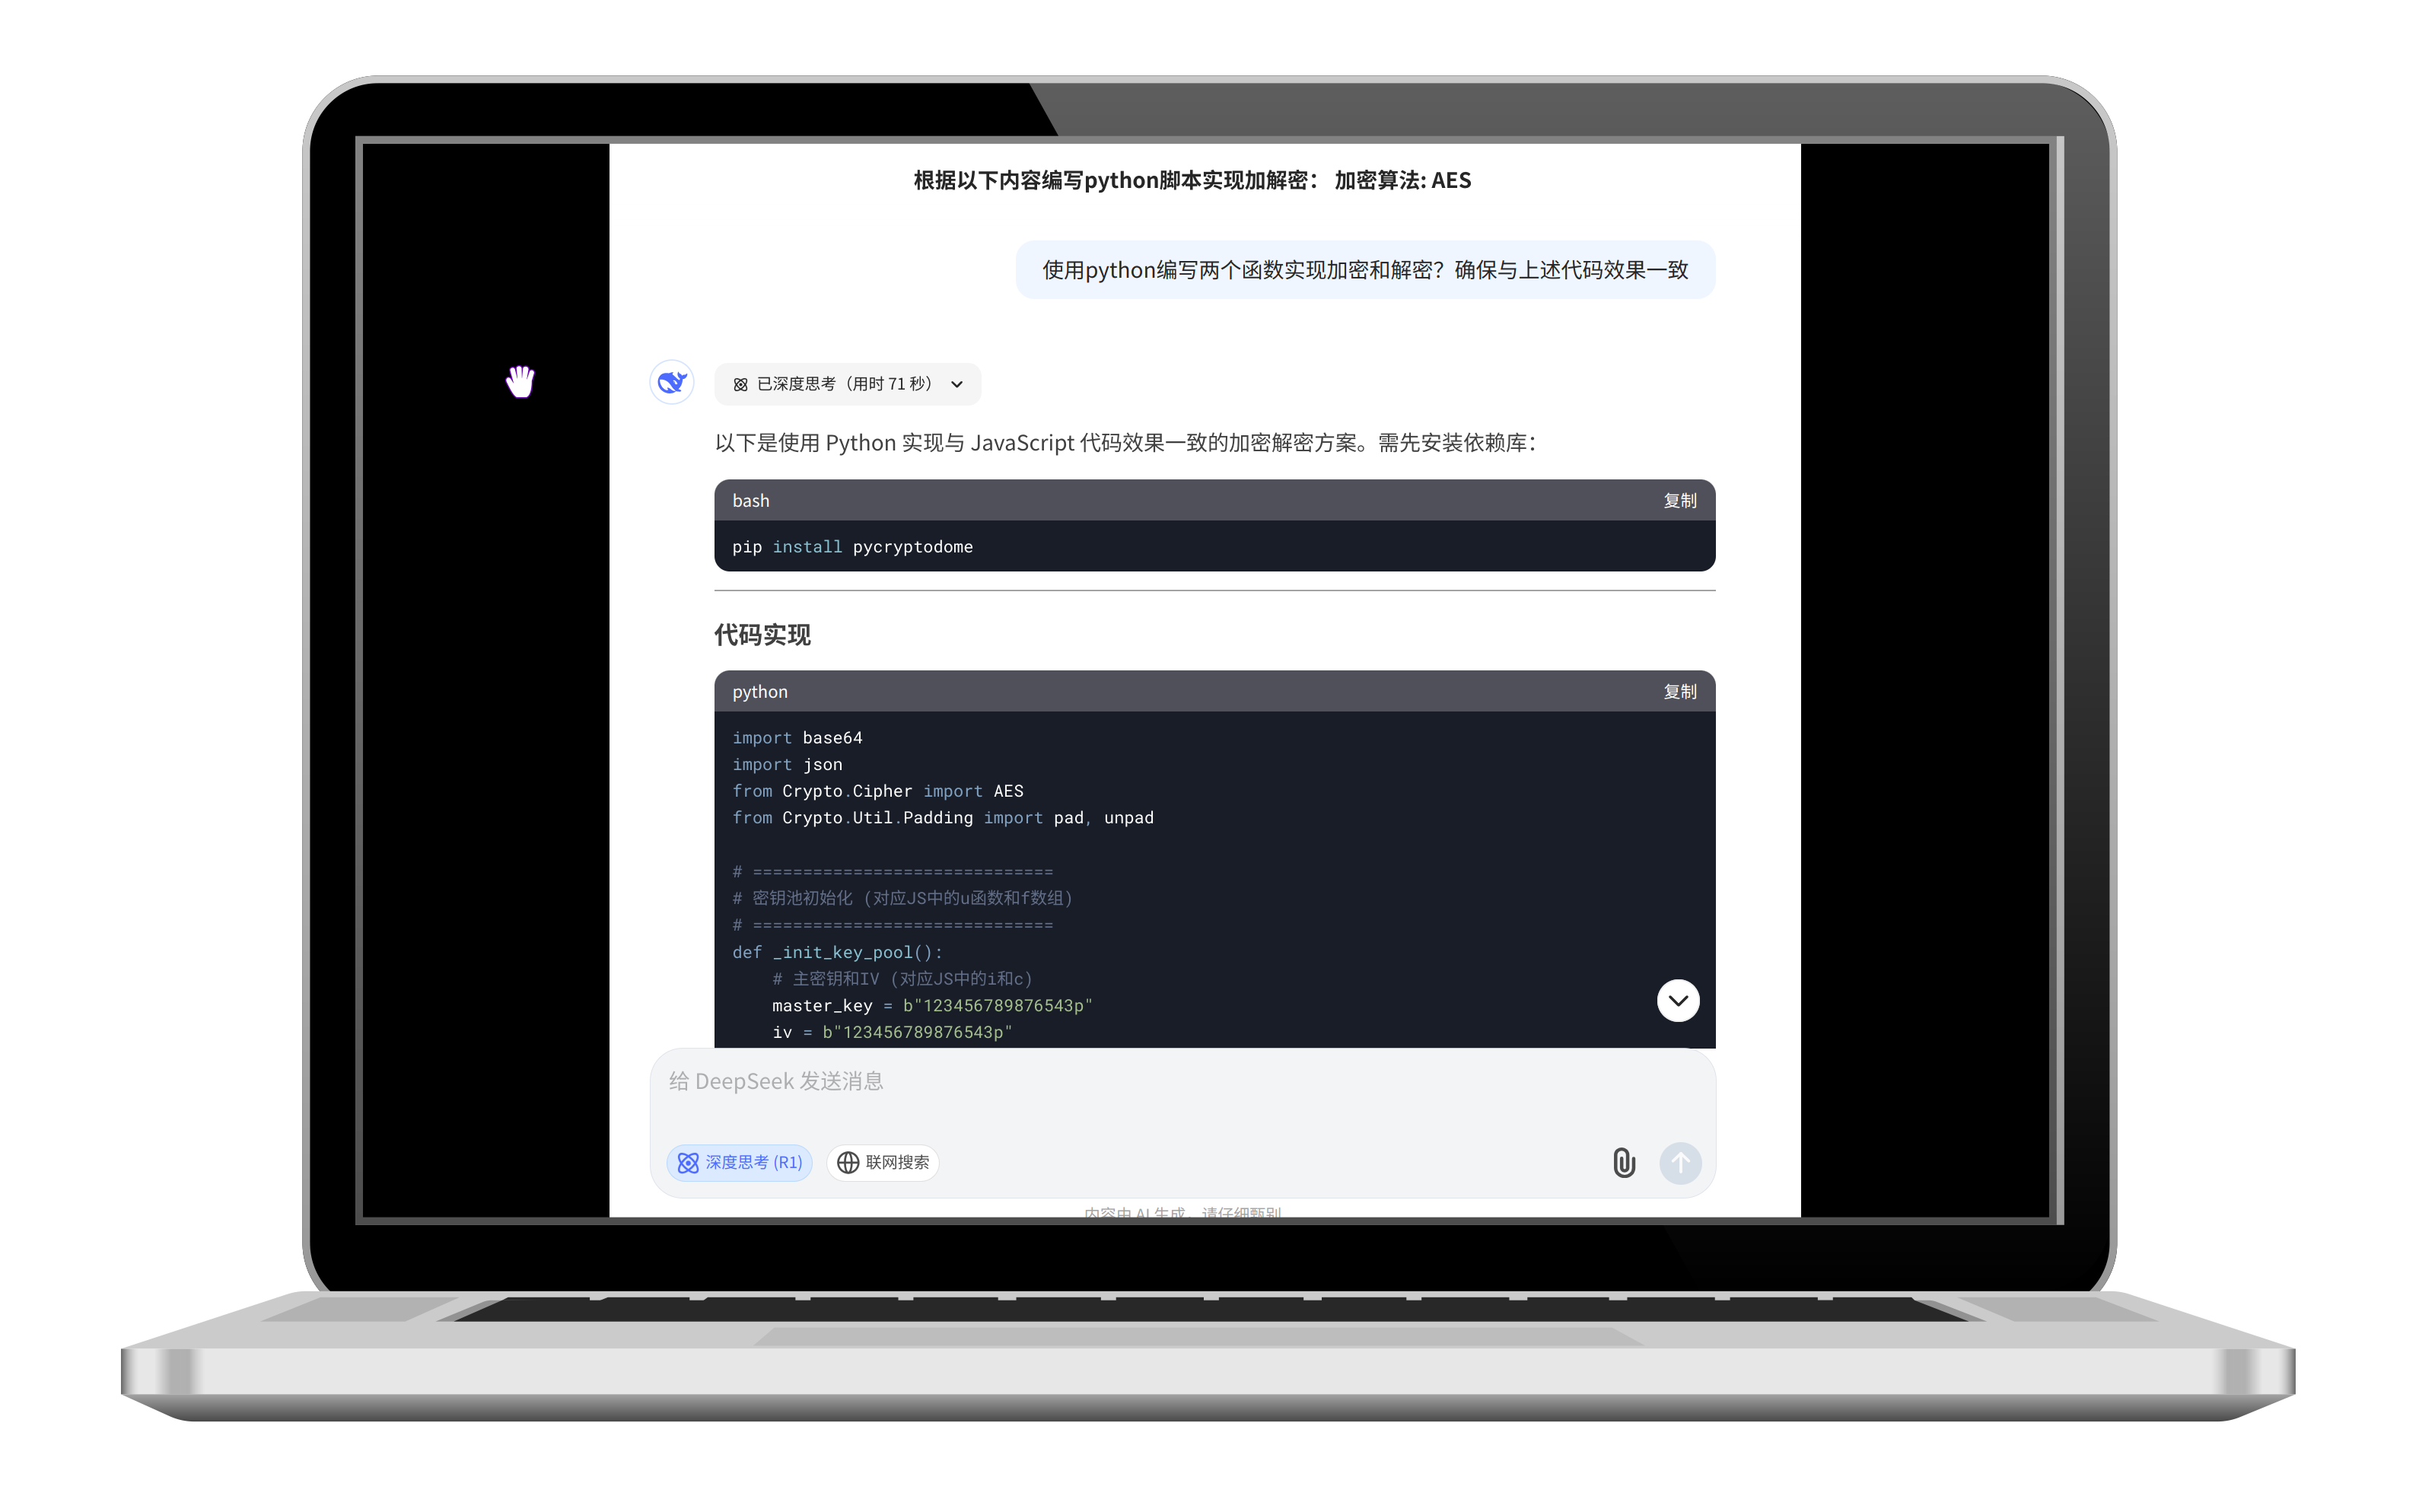 根据以下内容编写python脚本实现加解密： 加密算法: AES
使用python编写两个函数实现加密和解密？确保与上述代码效果一致
已深度思考（用时 71 秒）
以下是使用 Python 实现与 JavaScript 代码效果一致的加密解密方案。需先安装依赖库：
bash 复制
pip install pycryptodome
代码实现
python 复制
import base64
import json
from Crypto.Cipher import AES
from Crypto.Util.Padding import pad, unpad
# ==============================
# 密钥池初始化 (对应JS中的u函数和f数组)
# ==============================
def _init_key_pool():
# 主密钥和IV (对应JS中的i和c)
master_key = b"123456789876543p"
iv = b"123456789876543p"
给 DeepSeek 发送消息
深度思考 (R1) 联网搜索
内容由 AI 生成，请仔细甄别